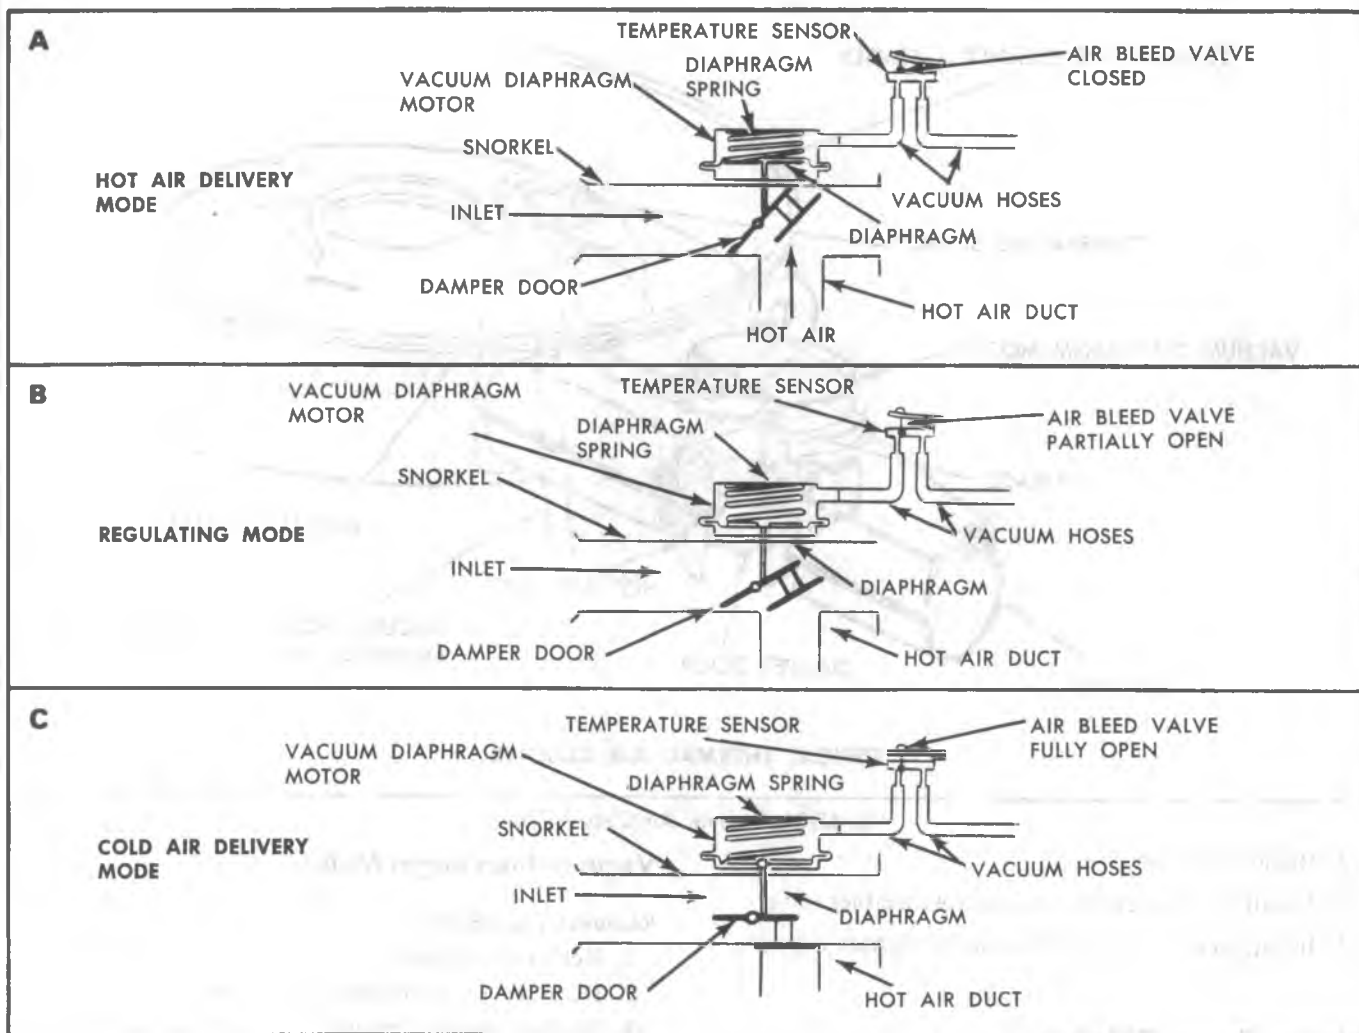 A
TEMPERATURE SENSOR
DIAPHRAGM
SPRING
AIR BLEED VALVE
CLOSED
VACUUM DIAPHRAGM
MOTOR
SNORKEL
HOT AIR DELIVERY
MODE
INLET
VACUUM HOSES
DIAPHRAGM
DAMPER DOOR
HOT AIR DUCT
HOT AIR
B
VACUUM DIAPHRAGM
MOTOR
TEMPERATURE SENSOR
AIR BLEED VALVE
PARTIALLY OPEN
DIAPHRAGM
SPRING
SNORKEL
REGULATING MODE
VACUUM HOSES
INLET
DIAPHRAGM
DAMPER DOOR
HOT AIR DUCT
C
TEMPERATURE SENSOR
AIR BLEED VALVE
FULLY OPEN
VACUUM DIAPHRAGM
MOTOR
DIAPHRAGM SPRING
SNORKEL
COLD AIR DELIVERY
MODE
VACUUM HOSES
INLET
DIAPHRAGM
DAMPER DOOR
HOT AIR DUCT